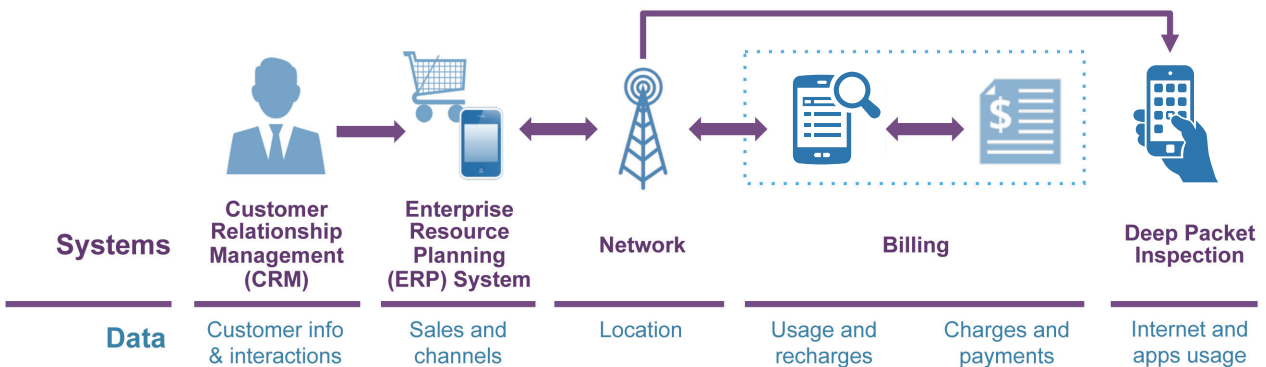 $
Customer
Relationship
Management
(CRM)
Enterprise
Resource
Planning
(ERP) System
Systems
Network
Billing
Deep Packet
Inspection
Data
Customer info
& interactions
Sales and
channels
Location
Usage and
recharges
Charges and
payments
Internet and
apps usage